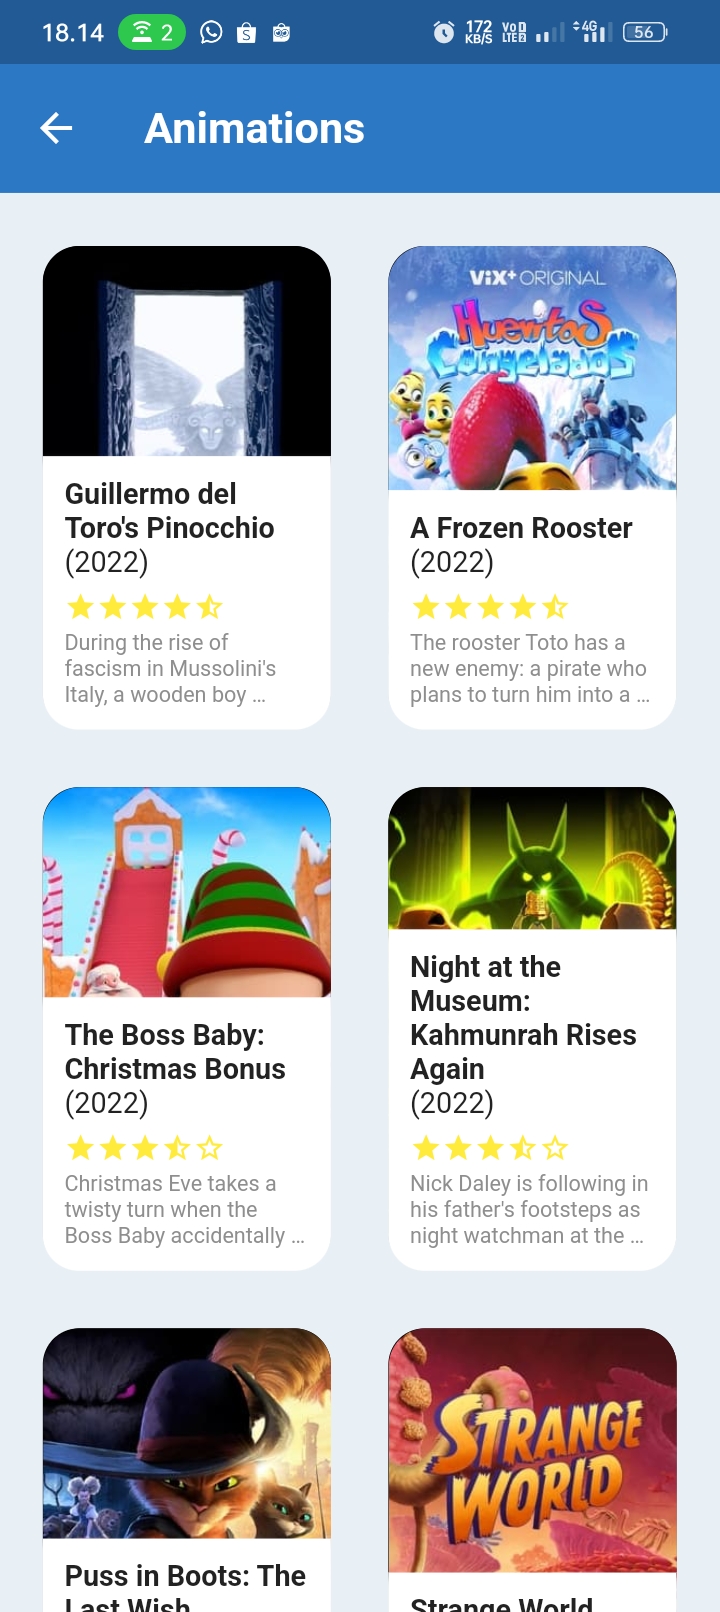 18.14 2 172 KB/S VoD LTE2 4G 56
Animations
ViX+ ORIGINAL
Huevitos
Congelados
Guillermo del
Toro's Pinocchio
(2022)
During the rise of
fascism in Mussolini's
Italy, a wooden boy ...
A Frozen Rooster
(2022)
The rooster Toto has a
new enemy: a pirate who
plans to turn him into a ...
The Boss Baby:
Christmas Bonus
(2022)
Christmas Eve takes a
twisty turn when the
Boss Baby accidentally ...
Night at the
Museum:
Kahmunrah Rises
Again
(2022)
Nick Daley is following in
his father's footsteps as
night watchman at the ...
Puss in Boots: The
Last Wish
STRANGE
WORLD
Strange World